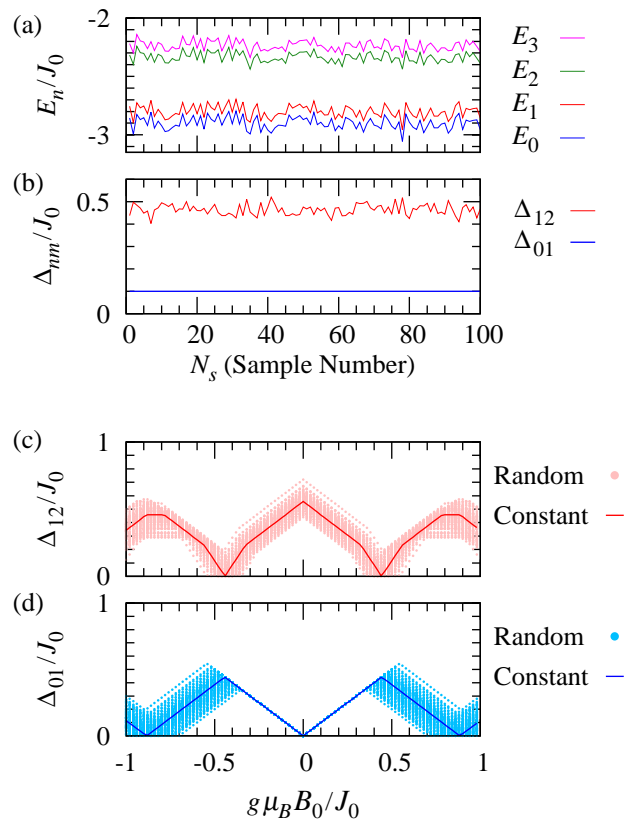 (a)
-2
-3
E_n/J_0
E_3
E_2
E_1
E_0
(b)
0.5
0
Δ_nm/J_0
Δ_12
Δ_01
0 20 40 60 80 100
N_s (Sample Number)
(c)
1
0
Δ_12/J_0
Random
Constant
(d)
1
0
Δ_01/J_0
Random
Constant
-1 -0.5 0 0.5 1
gμ_BB_0/J_0